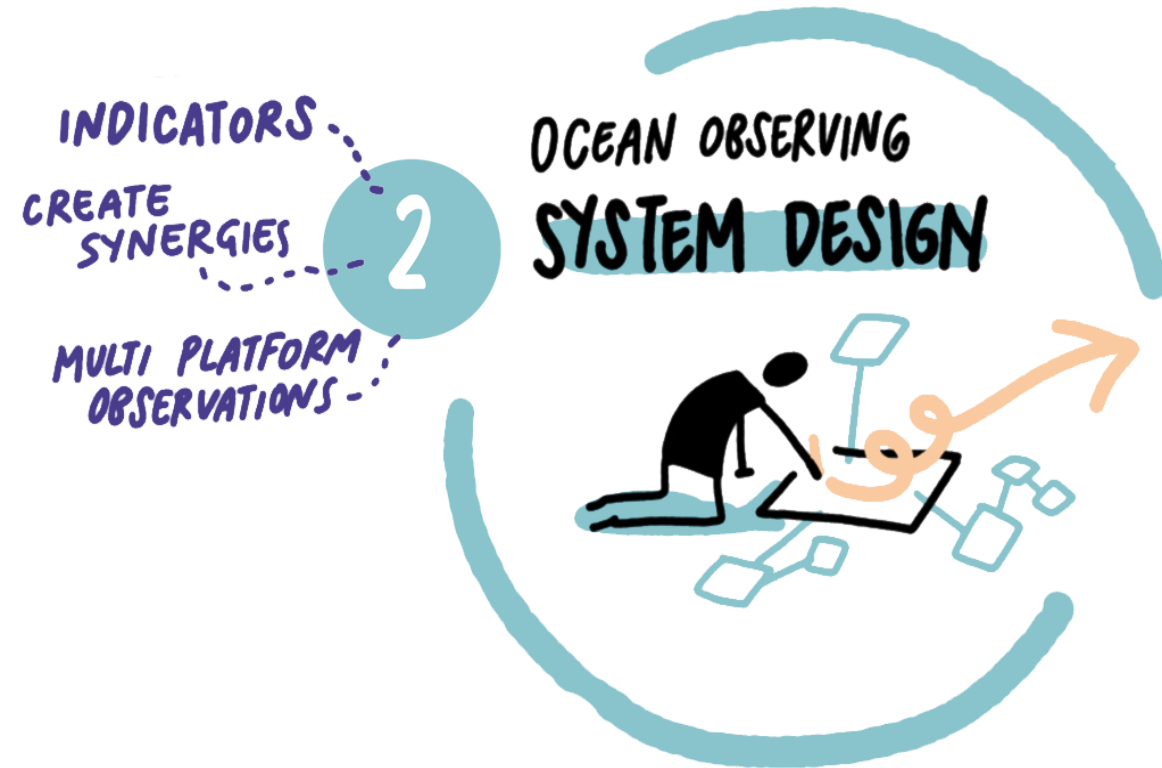 INDICATORS
CREATE
SYNERGIES
MULTI PLATFORM
OBSERVATIONS
2
OCEAN OBSERVING
SYSTEM DESIGN